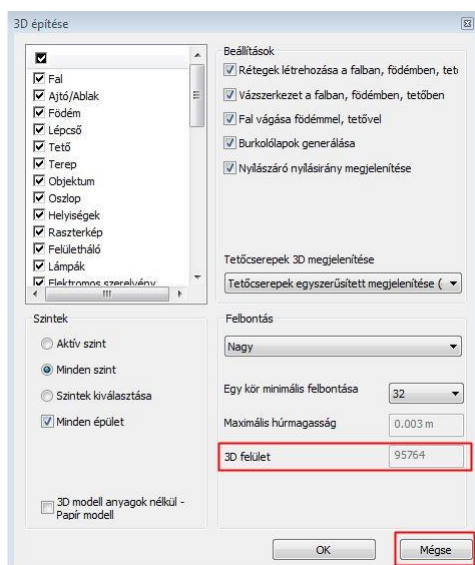 3D építése
Fal
Ajtó/Ablak
Födém
Lépcső
Tető
Terep
Objektum
Oszlop
Helyiségek
Raszterkép
Felületháló
Lámpák
Elektromos szerelvény
Beállítások
Rétegek létrehozása a falban, födémben, tet
Vázszerkezet a falban, födémben, tetőben
Fal vágása födémmel, tetővel
Burkolólapok generálása
Nyílászáró nyílásirány megjelenítése
Tetőcserepek 3D megjelenítése
Tetőcserepek egyszerűsített megjelenítése (
Szintek
Aktív szint
Minden szint
Szintek kiválasztása
Minden épület
3D modell anyagok nélkül -
Papír modell
Felbontás
Nagy
Egy kör minimális felbontása 32
Maximális húrmagasság 0.003 m
3D felület 95764
OK Mégse